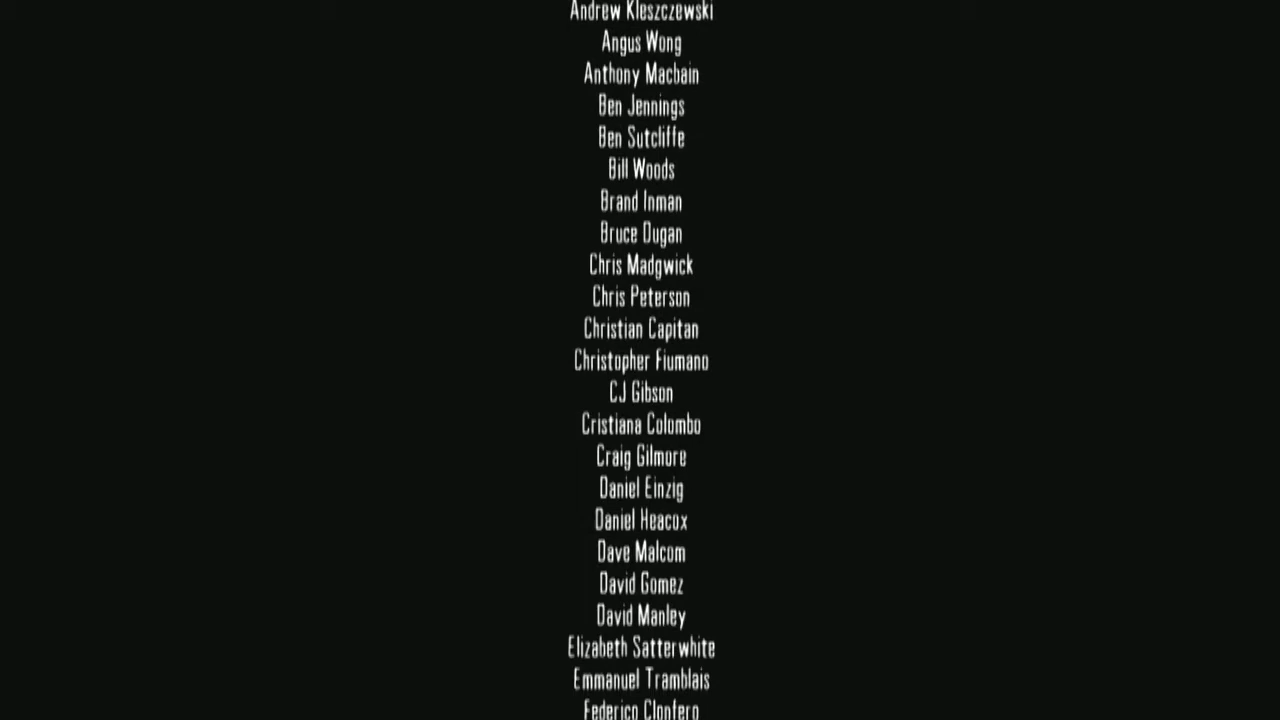 Andrew Kleszczewski
Angus Wong
Anthony Macbain
Ben Jennings
Ben Sutcliffe
Bill Woods
Brand Inman
Bruce Dugan
Chris Madgwick
Chris Peterson
Christian Capitan
Christopher Fiumano
CJ Gibson
Cristiana Colombo
Craig Gilmore
Daniel Einzig
Daniel Heacox
Dave Malcom
David Gomez
David Manley
Elizabeth Satterwhite
Emmanuel Tramblais
Federico Clonfero